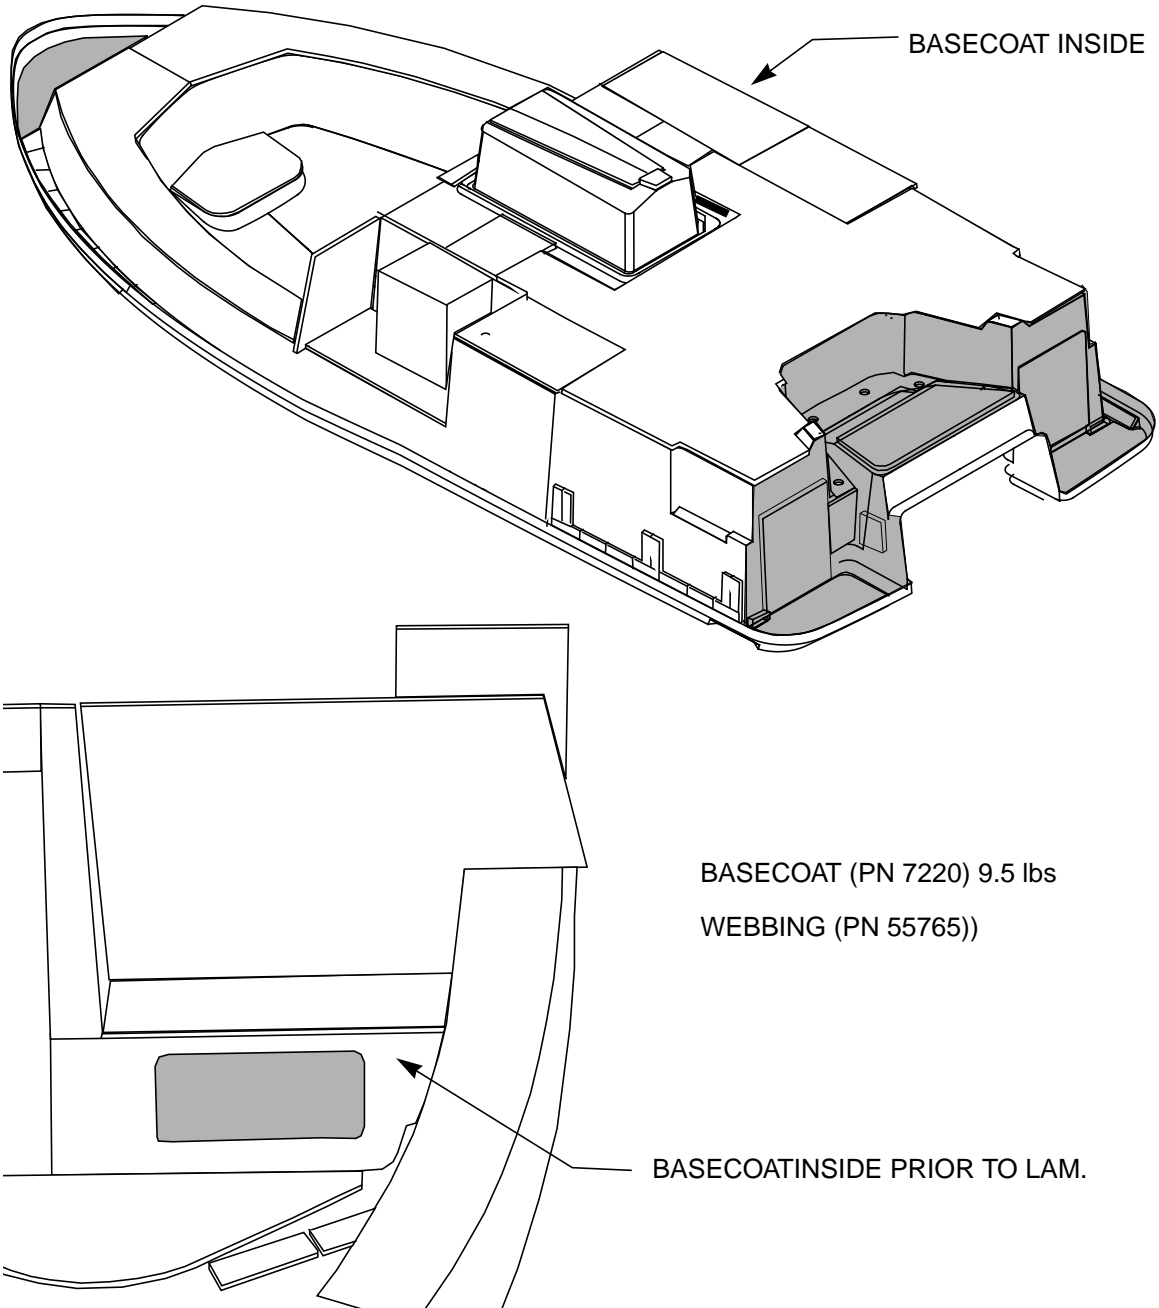 BASECOAT INSIDE
BASECOAT (PN 7220) 9.5 lbs
WEBBING (PN 55765))
BASECOATINSIDE PRIOR TO LAM.